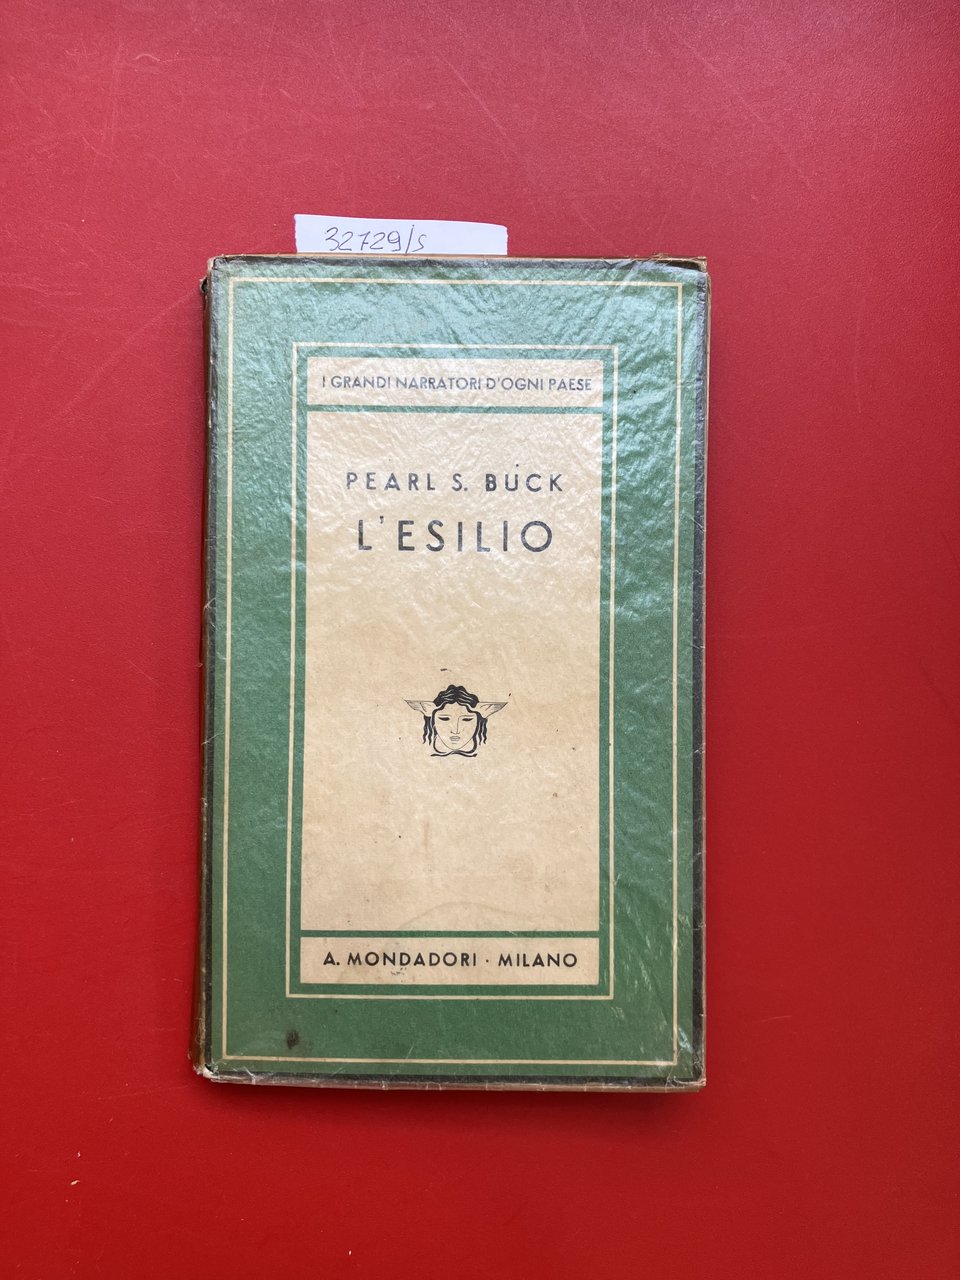 32729/s
I GRANDI NARRATORI D'OGNI PAESE
PEARL S. BUCK
L'ESILIO
A. MONDADORI · MILANO